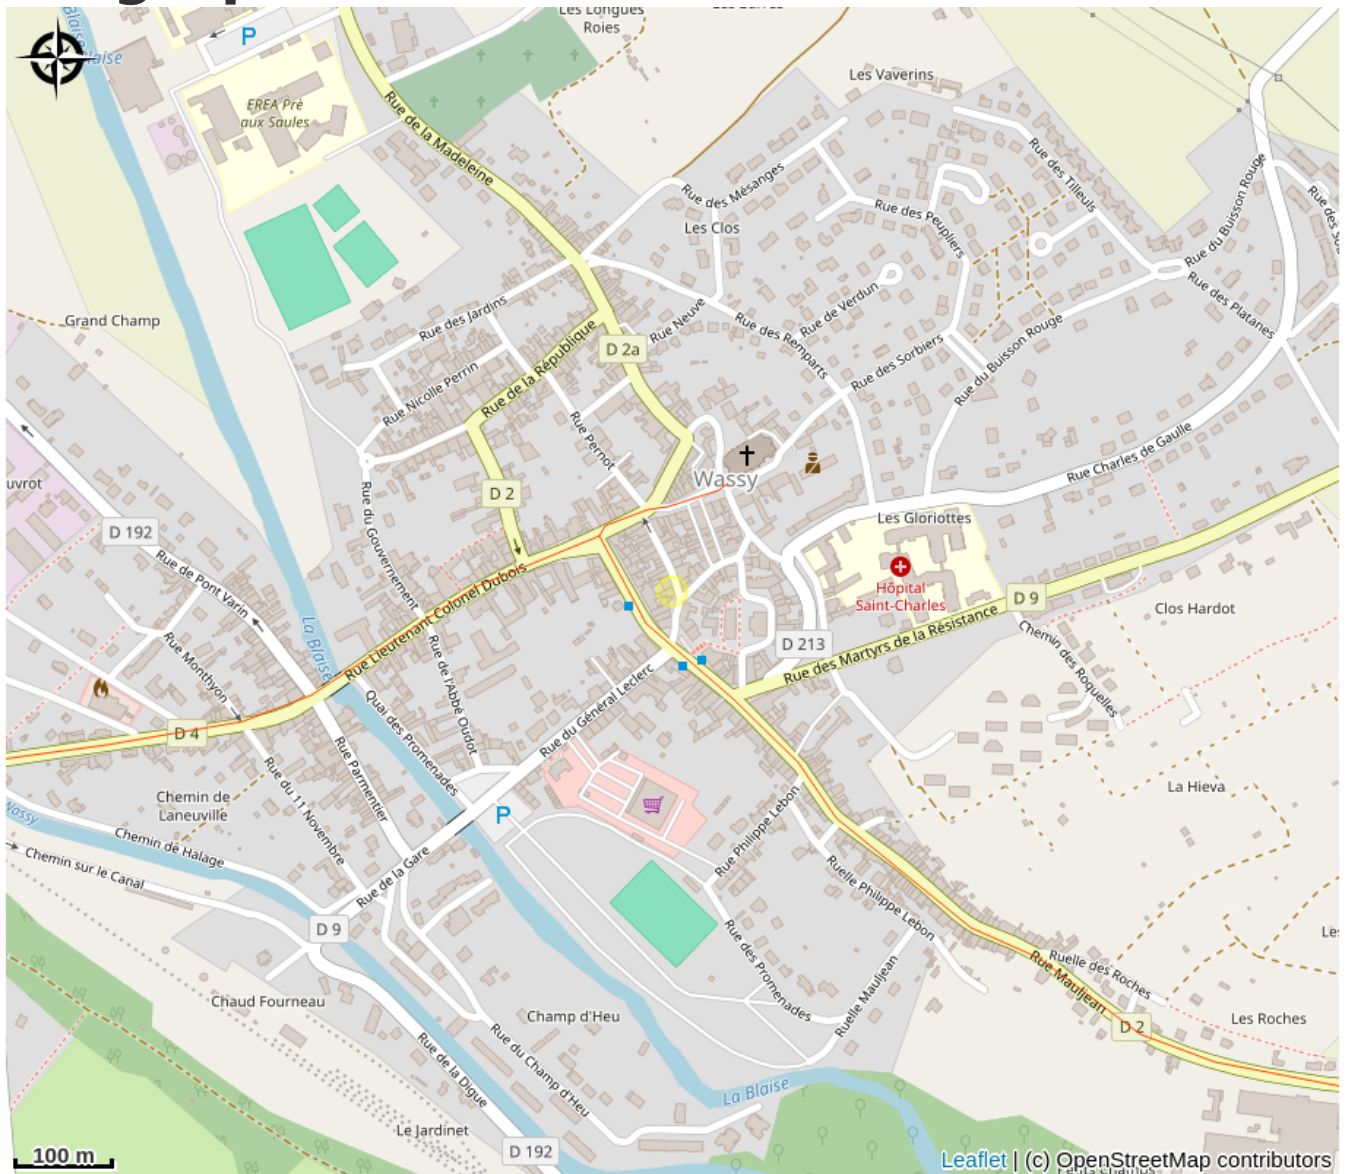 Les Longues
Roies
P
Blaise
Blaise
Les Vaverins
EREA Pré
aux Saules
Rue de la Madeleine
Rue des Tilleuls
Rue des Mésanges
Rue des Peupliers
Rue du Buisson Rouge
Les Clos
Rue de Verdun
Rue des Platanes
Grand Champ
Rue des Jardins
Rue Neuve
Rue des Remparts
D 2a
Rue de la République
Rue des Sorbiers
Rue du Buisson Rouge
Rue Nicolle Perrin
Rue Pernot
Rue Charles de Gaulle
Wassy
uvrot
D 2
D 192
Rue du Gouvernement
Les Gloriottes
Rue de Pont Varin
Rue Lieutenant Colonel Dubois
Hôpital
Saint-Charles
D 9
Clos Hardot
La Blaise
Rue de l'Abbé Oudot
D 213
Rue des Martyrs de la Résistance
Chemin des Roquelles
Rue Monthyon
Quai des Promenades
Rue du Général Leclerc
D 4
Rue Parmentier
Rue du 11 Novembre
Chemin de
Laneuville
La Hieva
P
Wassy
Chemin de Halage
Rue Philippe Lebon
Chemin sur le Canal
Rue de la Gare
Ruelle Philippe Lebon
D 9
Rue des Promenades
Ruelle Mauljean
Ruelle des Roches
Rue Mauljean
Chaud Fourneau
Champ d'Heu
D 2
Les Roches
Rue de la Digue
Rue du Champ d'Heu
La Blaise
Le Jardinet
D 192
100 m
Leaflet | (c) OpenStreetMap contributors